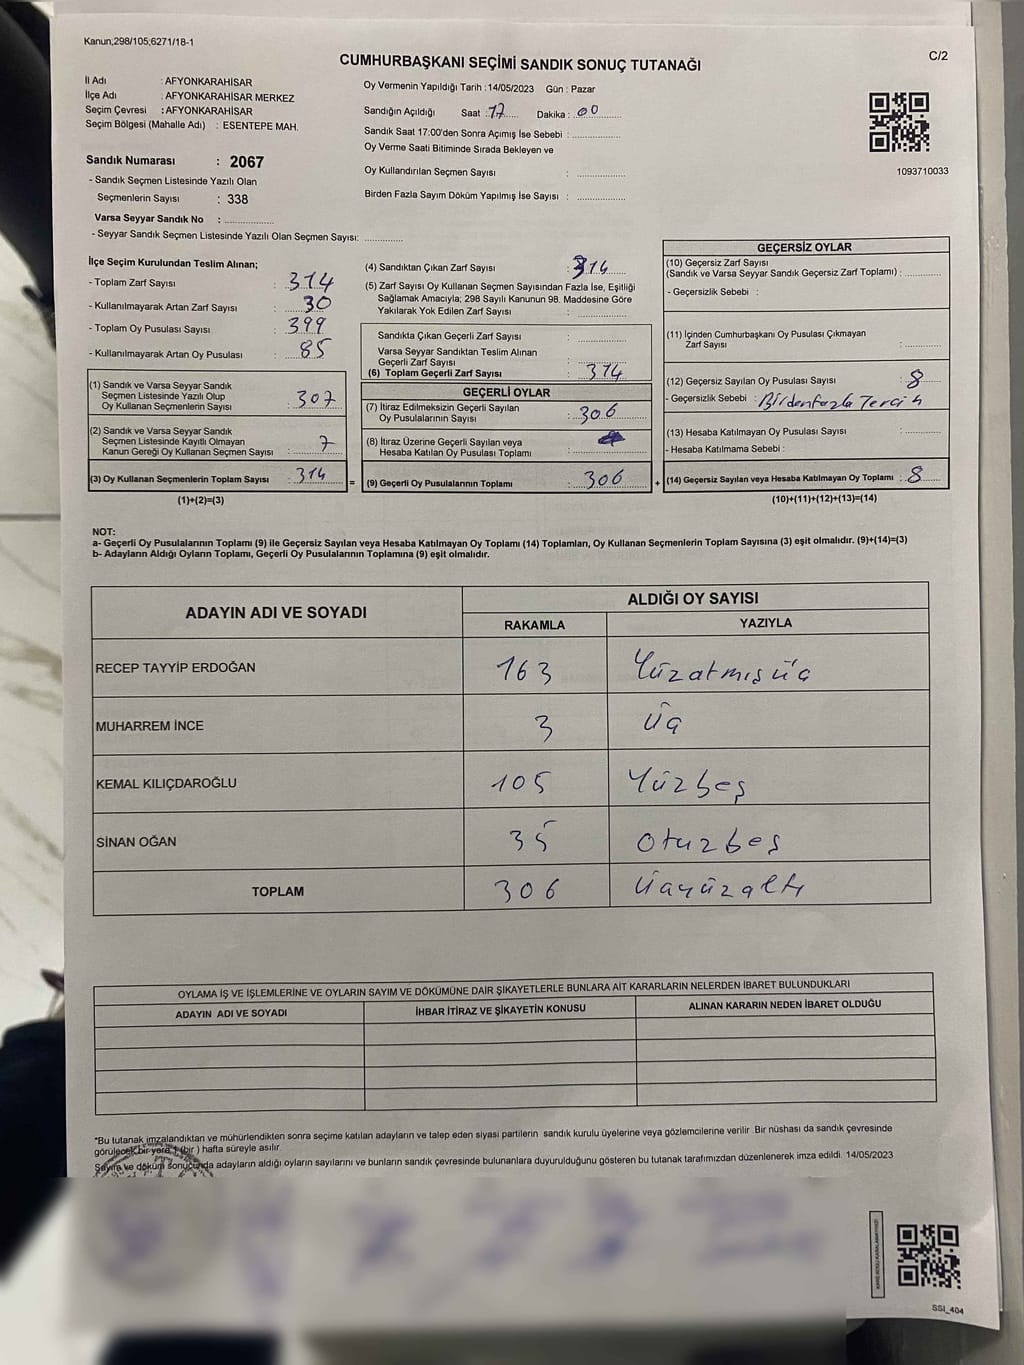 Kanun;298/105;6271/18-1
C/2
CUMHURBAŞKANI SEÇİMİ SANDIK SONUÇ TUTANAĞI
İl Adı : AFYONKARAHİSAR
İlçe Adı : AFYONKARAHİSAR MERKEZ
Seçim Çevresi : AFYONKARAHİSAR
Seçim Bölgesi (Mahalle Adı) : ESENTEPE MAH.
Sandık Numarası : 2067
- Sandık Seçmen Listesinde Yazılı Olan
Seçmenlerin Sayısı : 338
Varsa Seyyar Sandık No : ..............
- Seyyar Sandık Seçmen Listesinde Yazılı Olan Seçmen Sayısı: ............
Oy Vermenin Yapıldığı Tarih :14/05/2023 Gün : Pazar
Sandığın Açıldığı Saat : 17 Dakika : 00
Sandık Saat 17:00'den Sonra Açımış İse Sebebi : ..............
Oy Verme Saati Bitiminde Sırada Bekleyen ve
Oy Kullandırılan Seçmen Sayısı : ..............
Birden Fazla Sayım Döküm Yapılmış İse Sayısı : ..............
1093710033
İlçe Seçim Kurulundan Teslim Alınan;
- Toplam Zarf Sayısı : 314
- Kullanılmayarak Artan Zarf Sayısı : 30
- Toplam Oy Pusulası Sayısı : 399
- Kullanılmayarak Artan Oy Pusulası : 85
(1) Sandık ve Varsa Seyyar Sandık
Seçmen Listesinde Yazılı Olup
Oy Kullanan Seçmenlerin Sayısı : 307
(2) Sandık ve Varsa Seyyar Sandık
Seçmen Listesinde Kayıtlı Olmayan
Kanun Gereği Oy Kullanan Seçmen Sayısı : 7
(3) Oy Kullanan Seçmenlerin Toplam Sayısı : 314 =
(1)+(2)=(3)
(4) Sandıktan Çıkan Zarf Sayısı : 314
(5) Zarf Sayısı Oy Kullanan Seçmen Sayısından Fazla İse, Eşitliği
Sağlamak Amacıyla; 298 Sayılı Kanunun 98. Maddesine Göre
Yakılarak Yok Edilen Zarf Sayısı : ..............
Sandıkta Çıkan Geçerli Zarf Sayısı : ..............
Varsa Seyyar Sandıktan Teslim Alınan
Geçerli Zarf Sayısı : ..............
(6) Toplam Geçerli Zarf Sayısı : 314
GEÇERLİ OYLAR
(7) İtiraz Edilmeksizin Geçerli Sayılan
Oy Pusulalarının Sayısı : 306
(8) İtiraz Üzerine Geçerli Sayılan veya
Hesaba Katılan Oy Pusulası Toplamı : ..............
(9) Geçerli Oy Pusulalarının Toplamı : 306 +
GEÇERSİZ OYLAR
(10) Geçersiz Zarf Sayısı
(Sandık ve Varsa Seyyar Sandık Geçersiz Zarf Toplamı) : ............
- Geçersizlik Sebebi :
(11) İçinden Cumhurbaşkanı Oy Pusulası Çıkmayan
Zarf Sayısı : ............
(12) Geçersiz Sayılan Oy Pusulası Sayısı : 8
- Geçersizlik Sebebi : Birdenfazla Tercih
(13) Hesaba Katılmayan Oy Pusulası Sayısı : ............
- Hesaba Katılmama Sebebi :
(14) Geçersiz Sayılan veya Hesaba Katılmayan Oy Toplamı : 8
(10)+(11)+(12)+(13)=(14)
NOT:
a- Geçerli Oy Pusulalarının Toplamı (9) ile Geçersiz Sayılan veya Hesaba Katılmayan Oy Toplamı (14) Toplamları, Oy Kullanan Seçmenlerin Toplam Sayısına (3) eşit olmalıdır. (9)+(14)=(3)
b- Adayların Aldığı Oyların Toplamı, Geçerli Oy Pusulalarının Toplamına (9) eşit olmalıdır.
ADAYIN ADI VE SOYADI
ALDIĞI OY SAYISI
RAKAMLA YAZIYLA
RECEP TAYYİP ERDOĞAN 163 Yüzatmışüç
MUHARREM İNCE 3 üç
KEMAL KILIÇDAROĞLU 105 Yüzbeş
SİNAN OĞAN 35 Otuzbeş
TOPLAM 306 üçyüzaltı
OYLAMA İŞ VE İŞLEMLERİNE VE OYLARIN SAYIM VE DÖKÜMÜNE DAİR ŞİKAYETLERLE BUNLARA AİT KARARLARIN NELERDEN İBARET BULUNDUKLARI
ADAYIN ADI VE SOYADI İHBAR İTİRAZ VE ŞİKAYETİN KONUSU ALINAN KARARIN NEDEN İBARET OLDUĞU
*Bu tutanak imzalandıktan ve mühürlendikten sonra seçime katılan adayların ve talep eden siyasi partilerin sandık kurulu üyelerine veya gözlemcilerine verilir .Bir nüshası da sandık çevresinde
görülecek bir yere 1 (bir ) hafta süreyle asılır.
Sayım ve döküm sonucunda adayların aldığı oyların sayılarını ve bunların sandık çevresinde bulunanlara duyurulduğunu gösteren bu tutanak tarafımızdan düzenlenerek imza edildi. 14/05/2023
SSI_404